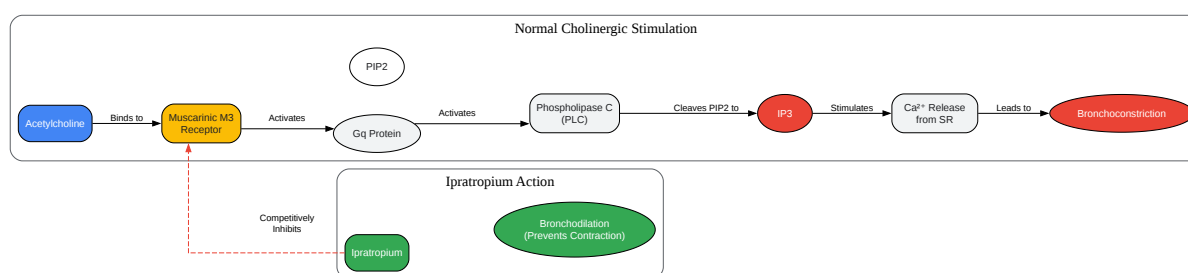 Normal Cholinergic Stimulation
PIP2
Acetylcholine
Binds to
Muscarinic M3
Receptor
Activates
Gq Protein
Activates
Phospholipase C
(PLC)
Cleaves PIP2 to
IP3
Stimulates
Ca²⁺ Release
from SR
Leads to
Bronchoconstriction
Ipratropium Action
Competitively
Inhibits
Ipratropium
Bronchodilation
(Prevents Contraction)